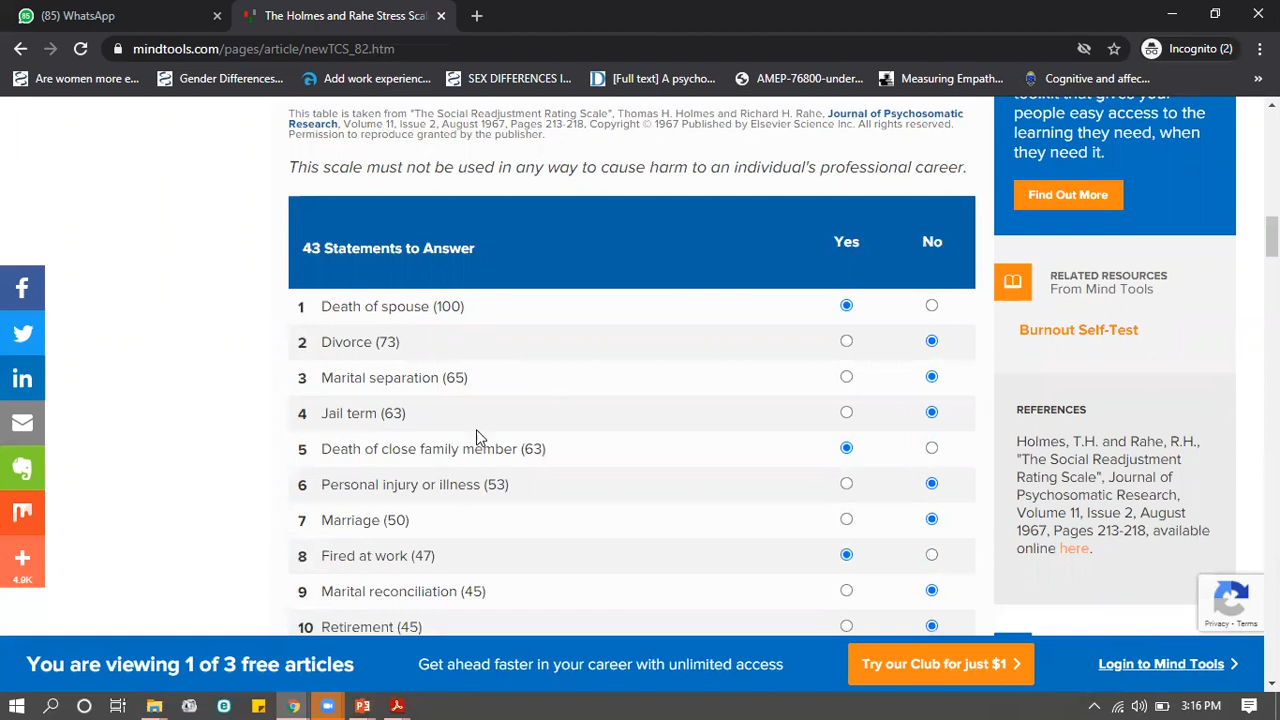 (85) WhatsApp
The Holmes and Rahe Stress Sca
mindtools.com/pages/article/newTCS_82.htm
Incognito (2)
Are women more e...
Gender Differences...
Add work experienc...
SEX DIFFERENCES I...
[Full text] A psycho...
AMEP-76800-under...
Measuring Empath...
Cognitive and affec...
»
This table is taken from "The Social Readjustment Rating Scale", Thomas H. Holmes and Richard H. Rahe, Journal of Psychosomatic
Research, Volume 11, Issue 2, August 1967, Pages 213-218, Copyright © 1967 Published by Elsevier Science Inc. All rights reserved.
Permission to reproduce granted by the publisher.
This scale must not be used in any way to cause harm to an individual's professional career.
43 Statements to Answer
Yes
No
1 Death of spouse (100)
2 Divorce (73)
3 Marital separation (65)
4 Jail term (63)
5 Death of close family member (63)
6 Personal injury or illness (53)
7 Marriage (50)
8 Fired at work (47)
9 Marital reconciliation (45)
10 Retirement (45)
toolkit that gives your
people easy access to the
learning they need, when
they need it.
Find Out More
RELATED RESOURCES
From Mind Tools
Burnout Self-Test
REFERENCES
Holmes, T.H. and Rahe, R.H.,
"The Social Readjustment
Rating Scale", Journal of
Psychosomatic Research,
Volume 11, Issue 2, August
1967, Pages 213-218, available
online here.
4.9K
Privacy - Terms
You are viewing 1 of 3 free articles
Get ahead faster in your career with unlimited access
Try our Club for just $1
Login to Mind Tools
3:16 PM